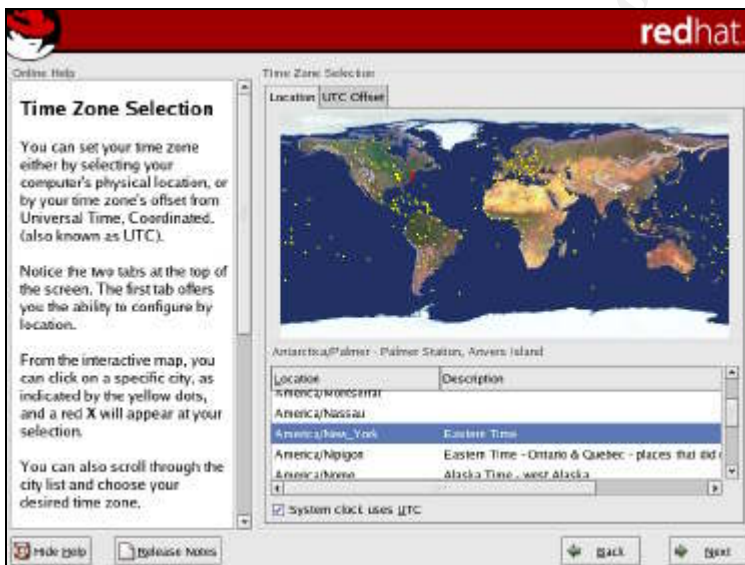 redhat.
Online Help
Time Zone Selection
You can set your time zone
either by selecting your
computer's physical location, or
by your time zone's offset from
Universal Time, Coordinated,
(also known as UTC).
Notice the two tabs at the top of
the screen. The first tab offers
you the ability to configure by
location.
From the interactive map, you
can click on a specific city, as
indicated by the yellow dots,
and a red X will appear at your
selection.
You can also scroll through the
city list and choose your
desired time zone.
Time Zone Selection
Location UTC Offset
Antarctica/Palmer - Palmer Station, Anvers Island
Location Description
America/Montserrat
America/Nassau
America/New_York Eastern Time
America/Nipigon Eastern Time - Ontario & Quebec - places that did
America/Nome Alaska Time - west Alaska
System clock uses UTC
Hide Help Release Notes Back Next